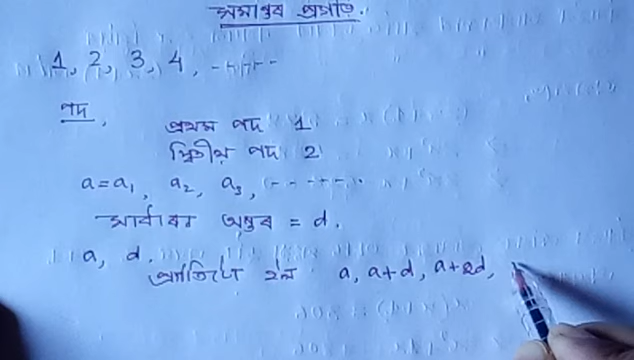 সমান্তৰ প্ৰগতি.
1, 2, 3, 4, -----
পদ,
প্ৰথম পদ 1
দ্বিতীয় পদ 2
a=a₁, a₂, a₃, ------.
সাধাৰণ অন্তৰ = d.
a, d.
প্ৰগতিটো হ'ল a, a+d, a+2d,